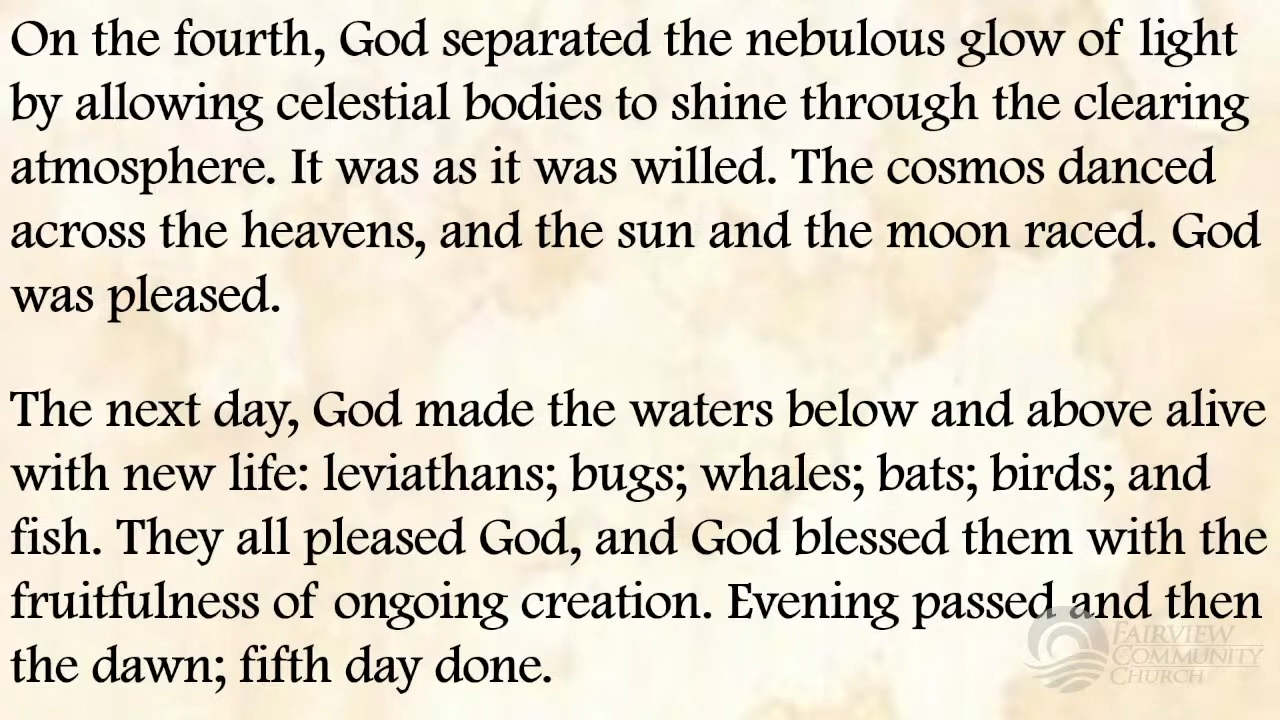 On the fourth, God separated the nebulous glow of light
by allowing celestial bodies to shine through the clearing
atmosphere. It was as it was willed. The cosmos danced
across the heavens, and the sun and the moon raced. God
was pleased.
The next day, God made the waters below and above alive
with new life: leviathans; bugs; whales; bats; birds; and
fish. They all pleased God, and God blessed them with the
fruitfulness of ongoing creation. Evening passed and then
the dawn; fifth day done.
FAIRVIEW
COMMUNITY
CHURCH